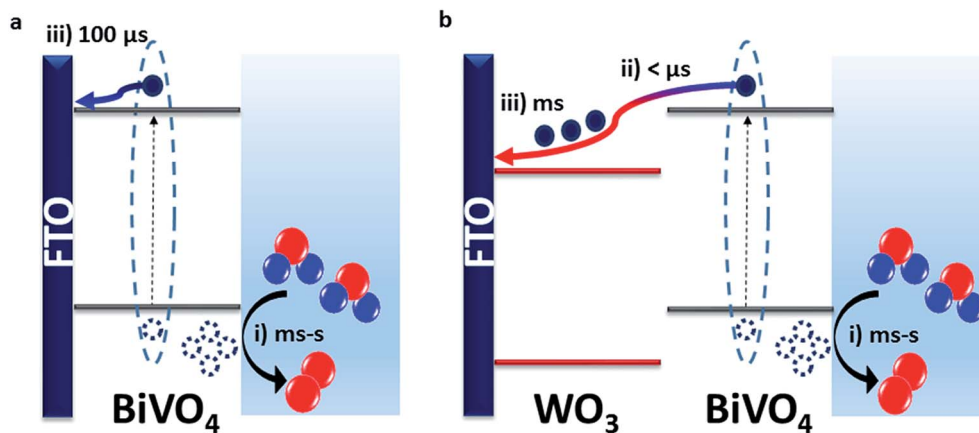 a
iii) 100 µs
FTO
i) ms-s
BiVO₄
b
ii) < µs
iii) ms
FTO
i) ms-s
WO₃
BiVO₄